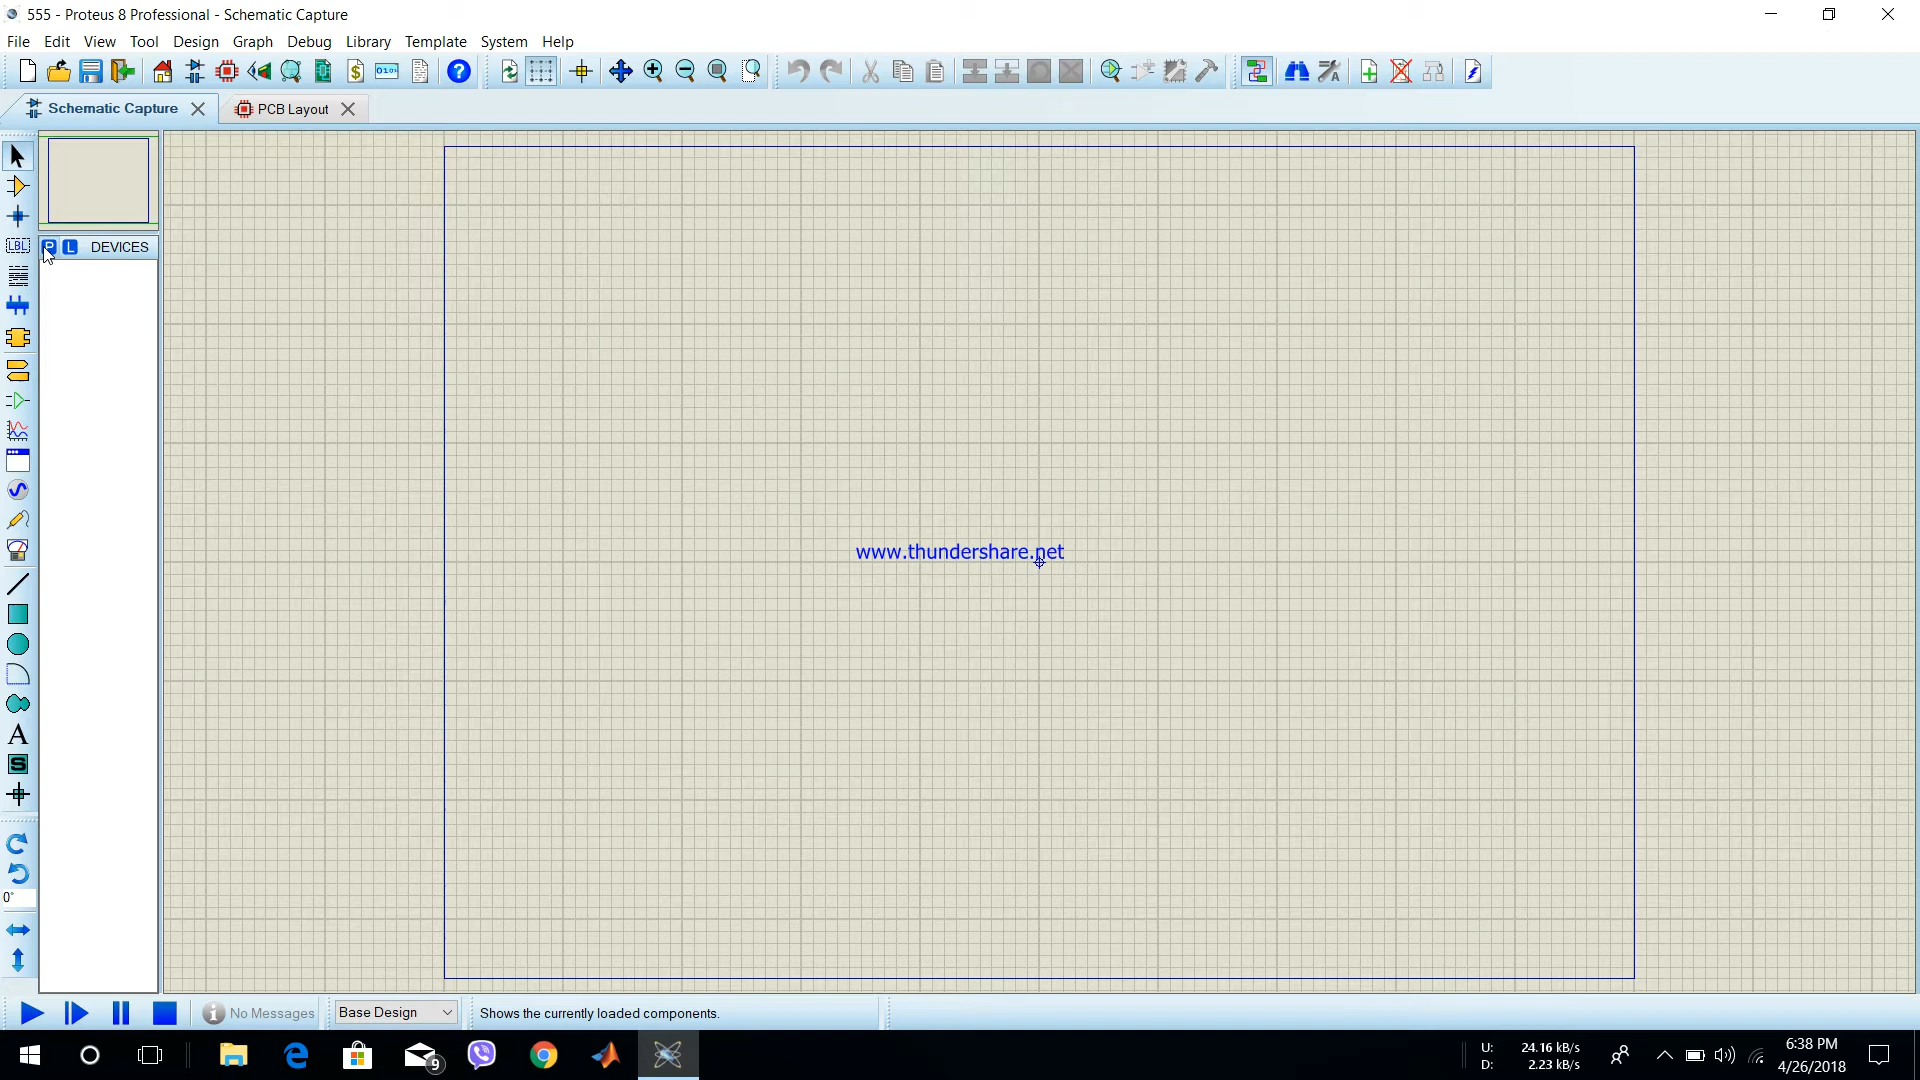 555 - Proteus 8 Professional - Schematic Capture
File Edit View Tool Design Graph Debug Library Template System Help
Schematic Capture PCB Layout
P L DEVICES
LBL
www.thundershare.net
A
S
0°
No Messages Base Design Shows the currently loaded components.
9
U: 24.16 kB/s
D: 2.23 kB/s
6:38 PM
4/26/2018